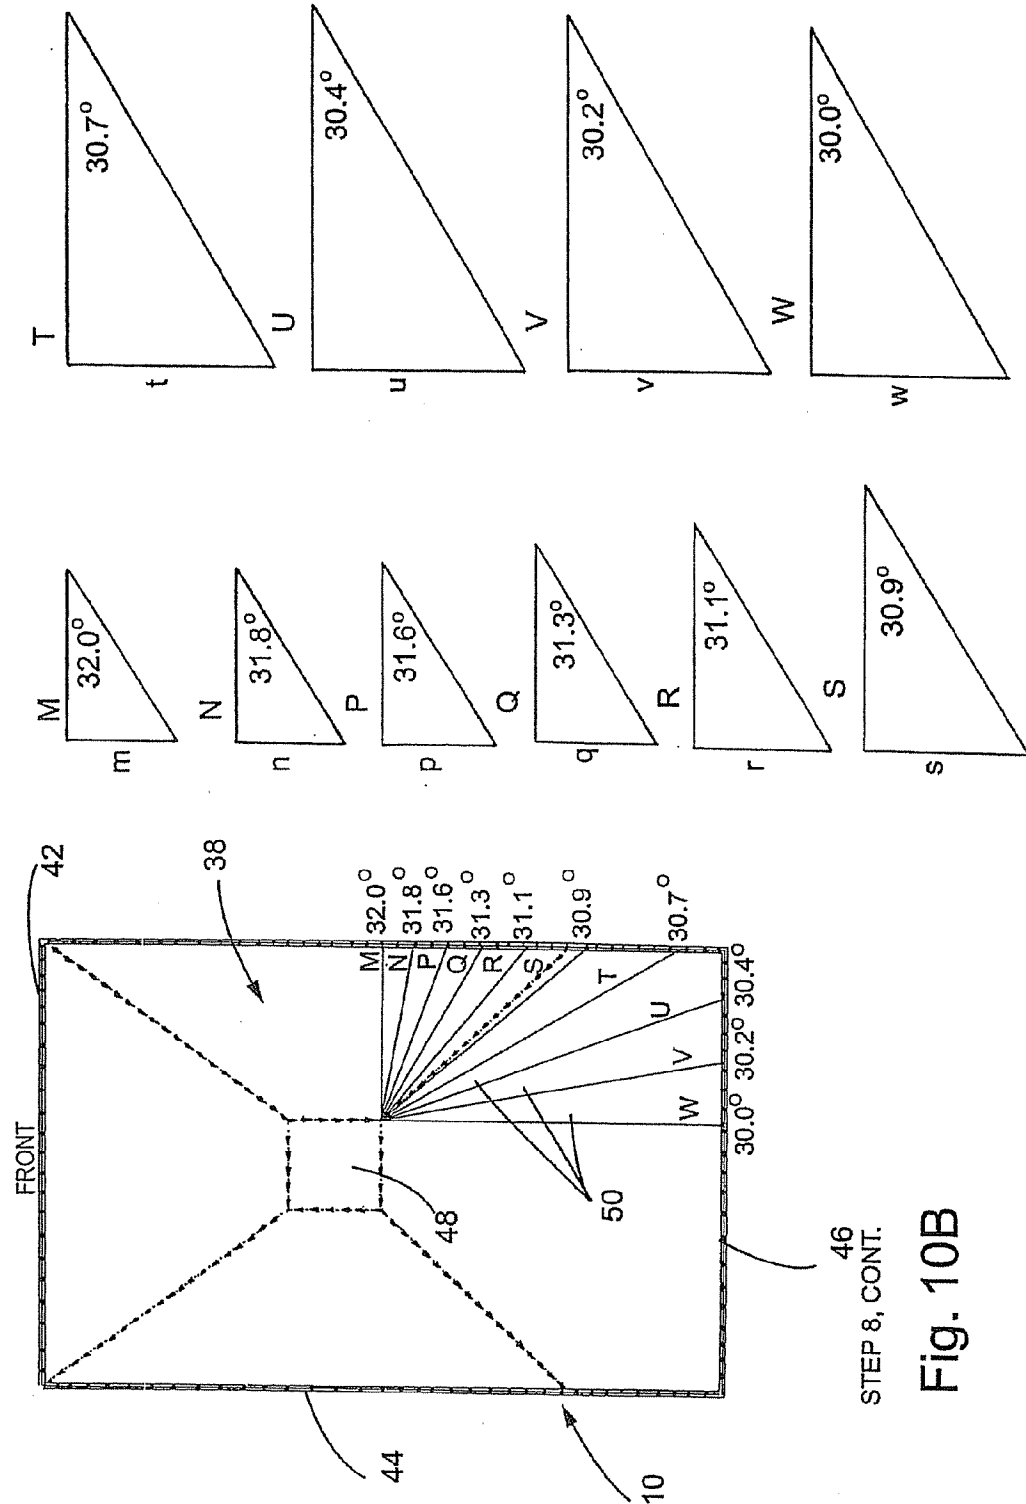 FRONT
42
38
44
48
10
50
M 32.0°
N 31.8°
P 31.6°
Q 31.3°
R 31.1°
S 30.9°
T 30.7°
U 30.4°
V 30.2°
W 30.0°
46
STEP 8, CONT.
Fig. 10B
M
32.0°
m
N
31.8°
n
P
31.6°
p
Q
31.3°
q
R
31.1°
r
S
30.9°
s
T
30.7°
t
U
30.4°
u
V
30.2°
v
W
30.0°
w